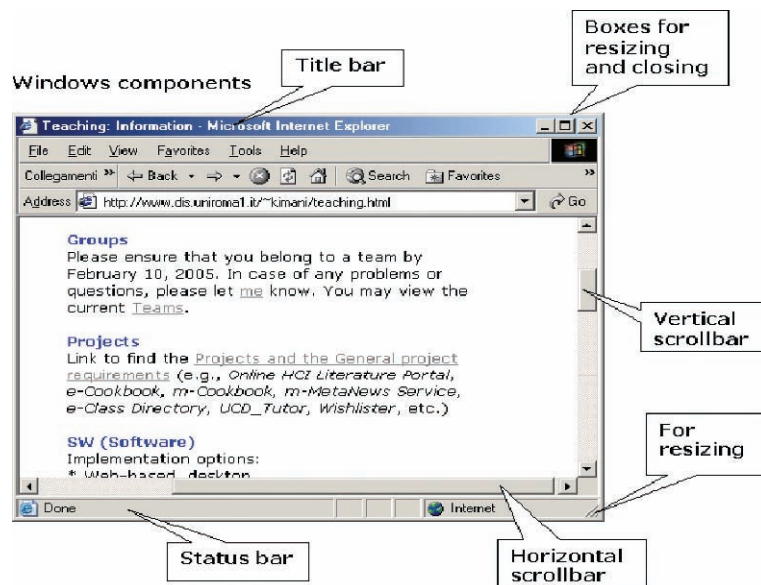 Boxes for
resizing
and closing
Title bar
Windows components
Teaching: Information - Microsoft Internet Explorer
File Edit View Favorites Tools Help
Collegamenti » Back Search Favorites »
Address http://www.dis.uniroma1.it/~kimani/teaching.html Go
Groups
Please ensure that you belong to a team by
February 10, 2005. In case of any problems or
questions, please let me know. You may view the
current Teams.
Vertical
scrollbar
Projects
Link to find the Projects and the General project
requirements (e.g., Online HCI Literature Portal,
e-Cookbook, m-Cookbook, m-MetaNews Service,
e-Class Directory, UCD_Tutor, Wishlister, etc.)
For
resizing
SW (Software)
Implementation options:
* Web-based, desktop
Done Internet
Status bar
Horizontal
scrollbar